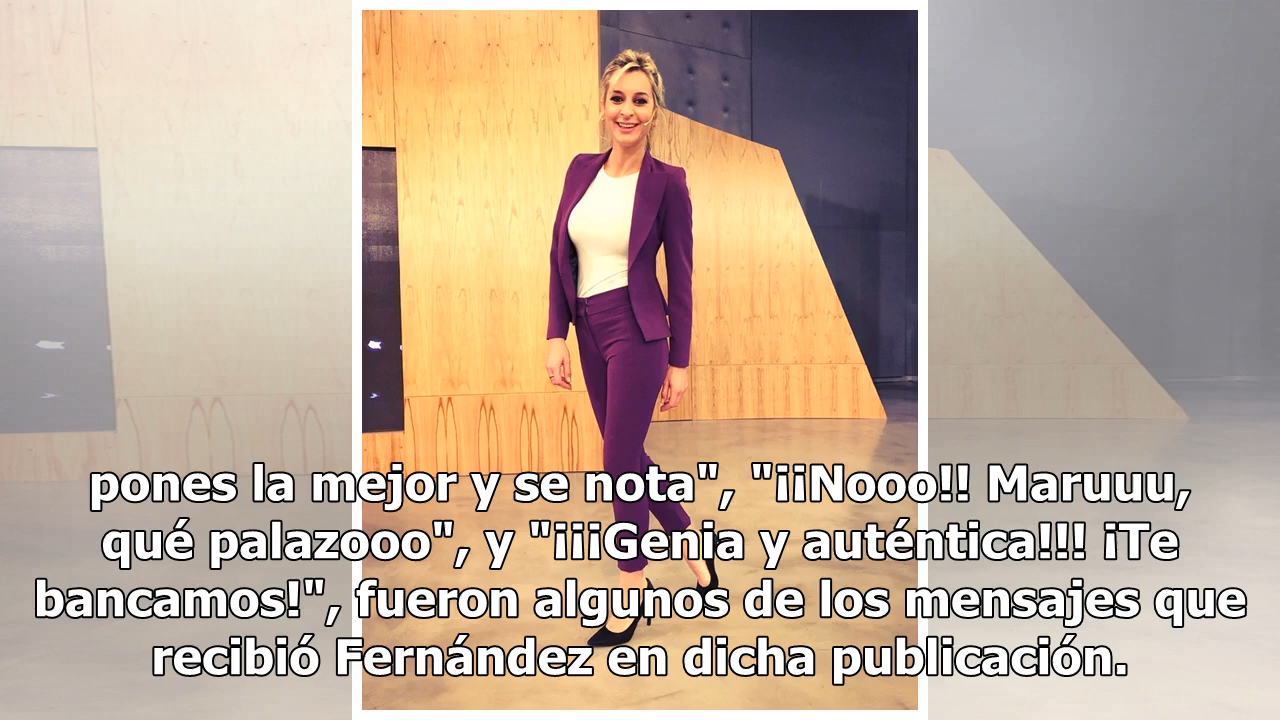 pones la mejor y se nota", "¡¡Nooo!! Maruuu,
qué palazooo", y "¡¡¡Genia y auténtica!!! ¡Te
bancamos!", fueron algunos de los mensajes que
recibió Fernández en dicha publicación.